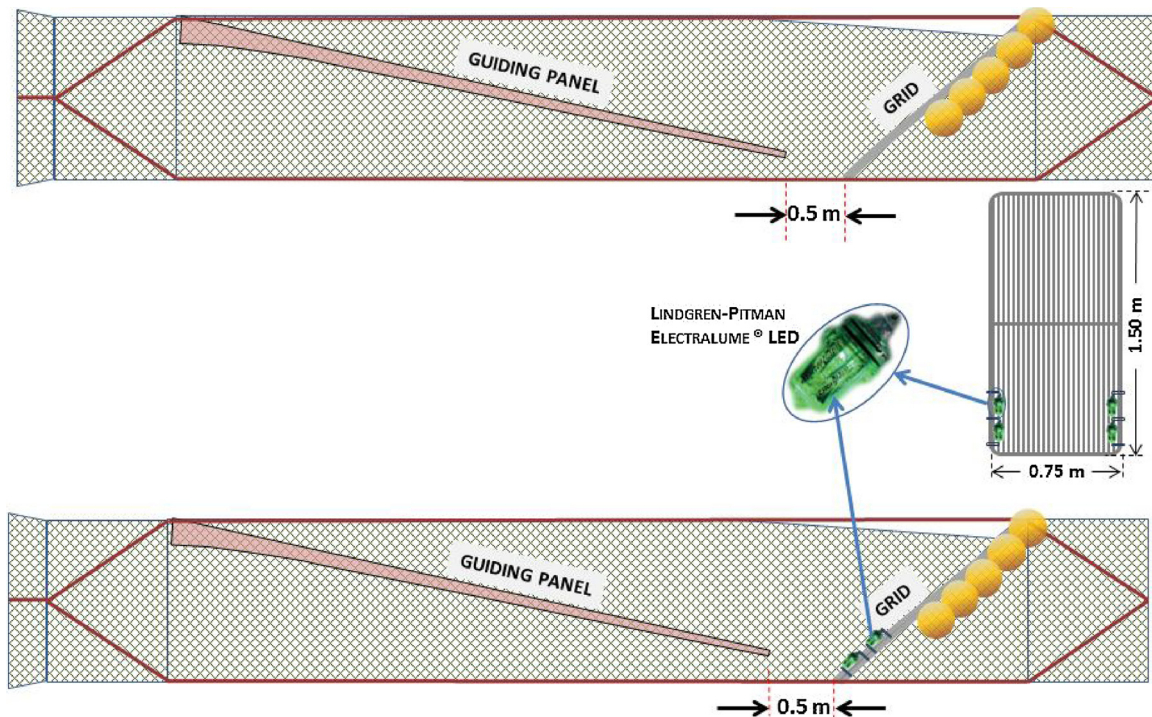 GUIDING PANEL
GRID
0.5 m
1.50 m
LINDGREN-PITMAN
ELECTRALUME ® LED
0.75 m
GUIDING PANEL
GRID
0.5 m